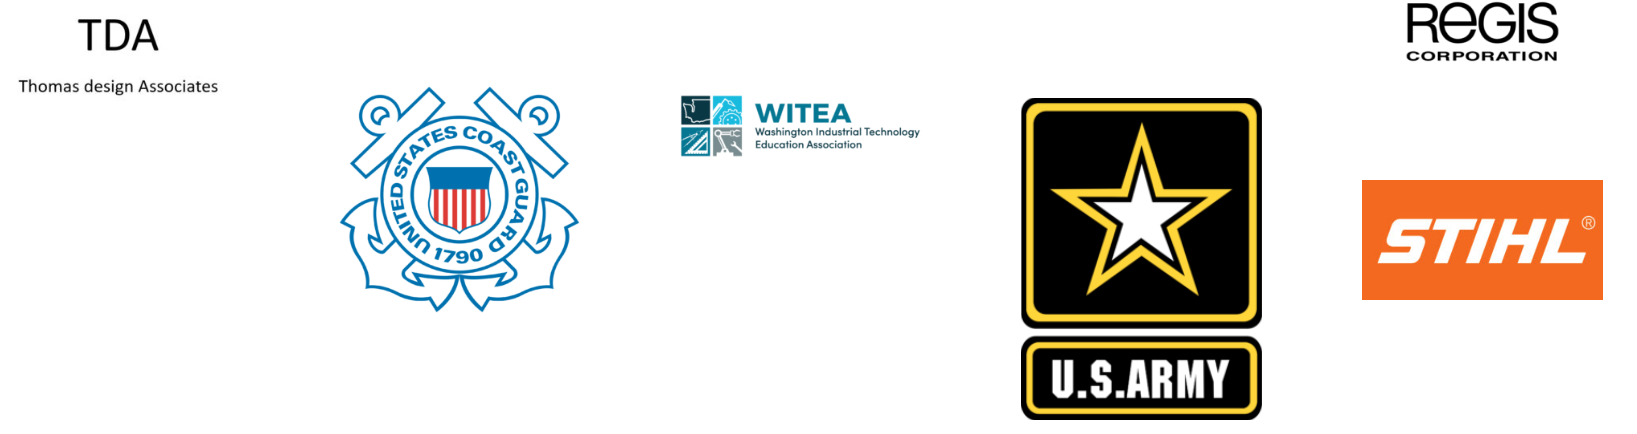 TDA
Thomas design Associates
UNITED STATES COAST GUARD
1790
WITEA
Washington Industrial Technology
Education Association
U.S.ARMY
REGIS
CORPORATION
STIHL®